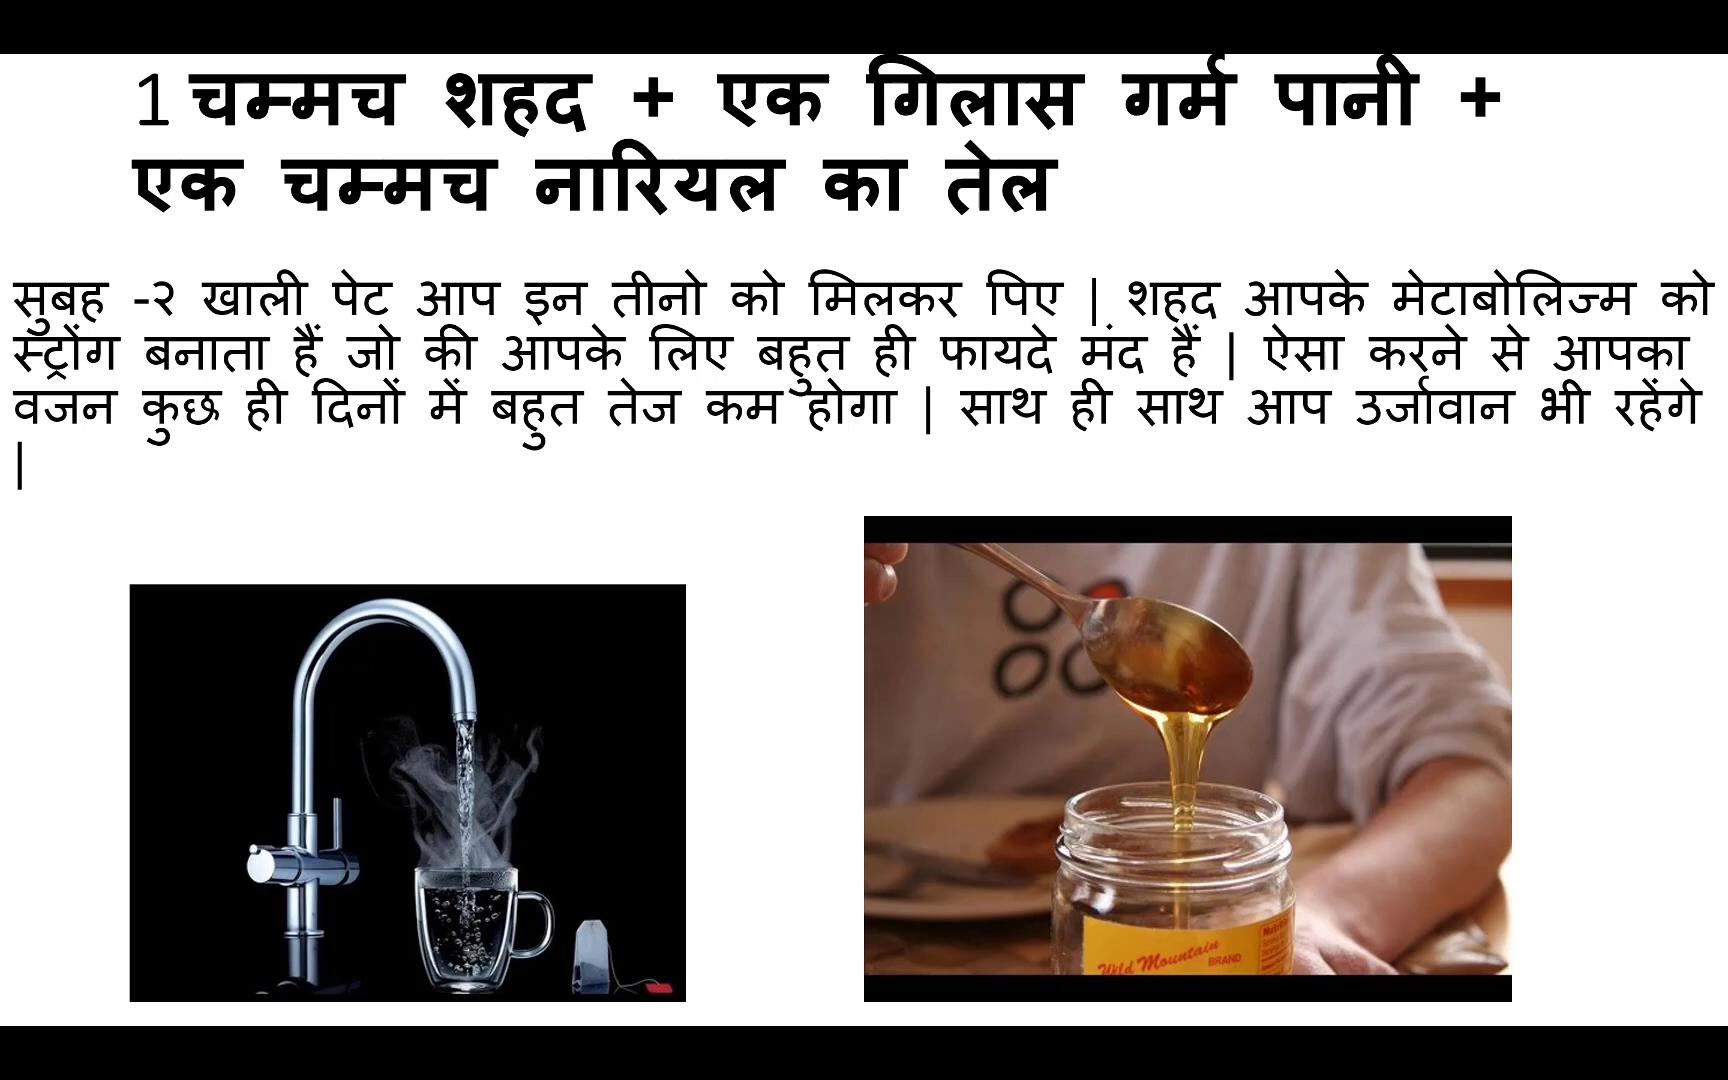 1 चम्मच शहद + एक गिलास गर्म पानी +
एक चम्मच नारियल का तेल
सुबह -२ खाली पेट आप इन तीनो को मिलकर पिए | शहद आपके मेटाबोलिज्म को
स्ट्रोंग बनाता हैं जो की आपके लिए बहुत ही फायदे मंद हैं | ऐसा करने से आपका
वजन कुछ ही दिनों में बहुत तेज कम होगा | साथ ही साथ आप उर्जावान भी रहेंगे
|
Wild Mountain
BRAND